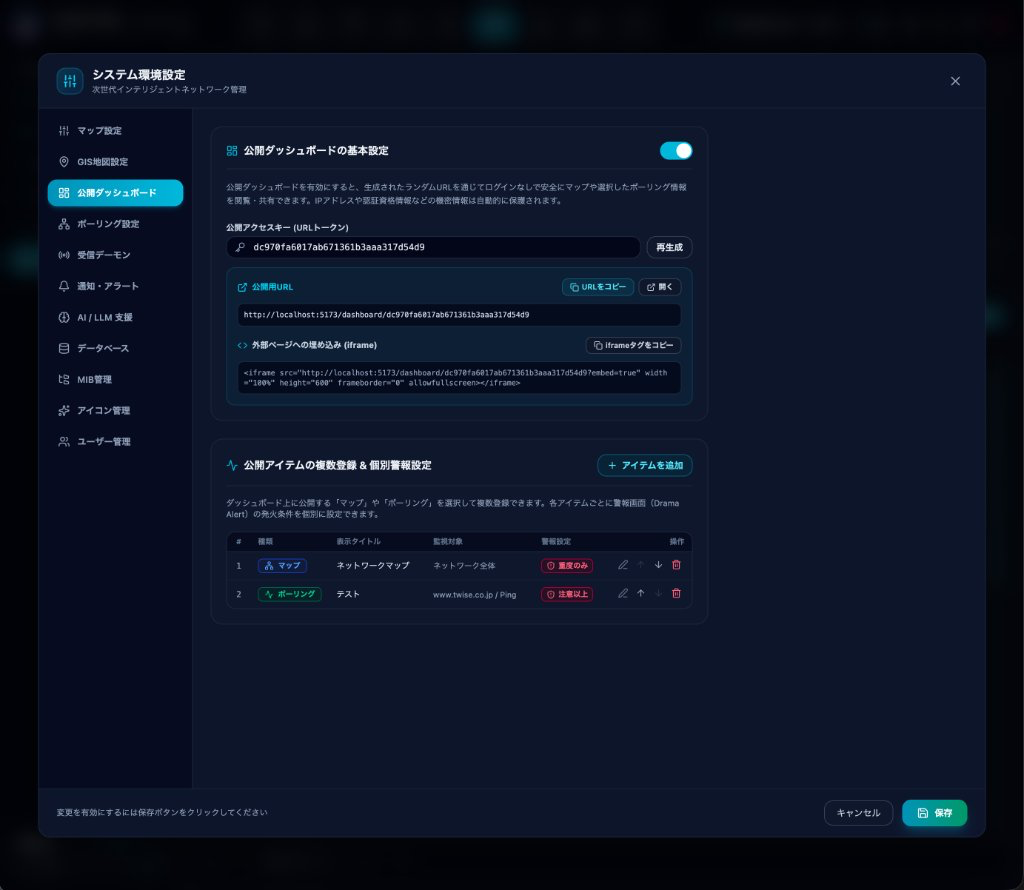 システム環境設定
次世代インテリジェントネットワーク管理
マップ設定
GIS地図設定
公開ダッシュボード
ポーリング設定
受信デーモン
通知・アラート
AI / LLM 支援
データベース
MIB管理
アイコン管理
ユーザー管理
公開ダッシュボードの基本設定
公開ダッシュボードを有効にすると、生成されたランダムURLを通じてログインなしで安全にマップや選択したポーリング情報
を閲覧・共有できます。IPアドレスや認証資格情報などの機密情報は自動的に保護されます。
公開アクセスキー (URLトークン)
dc970fa6017ab671361b3aaa317d54d9
再生成
公開用URL
URLをコピー
開く
http://localhost:5173/dashboard/dc970fa6017ab671361b3aaa317d54d9
<> 外部ページへの埋め込み (iframe)
iframeタグをコピー
<iframe src="http://localhost:5173/dashboard/dc970fa6017ab671361b3aaa317d54d9?embed=true" width
="100%" height="600" frameborder="0" allowfullscreen></iframe>
公開アイテムの複数登録 & 個別警報設定
+ アイテムを追加
ダッシュボード上に公開する「マップ」や「ポーリング」を選択して複数登録できます。各アイテムごとに警報画面（Drama
Alert）の発火条件を個別に設定できます。
# 種類 表示タイトル 監視対象 警報設定 操作
1 マップ ネットワークマップ ネットワーク全体 重度のみ
2 ポーリング テスト www.twise.co.jp / Ping 注意以上
変更を有効にするには保存ボタンをクリックしてください
キャンセル
保存